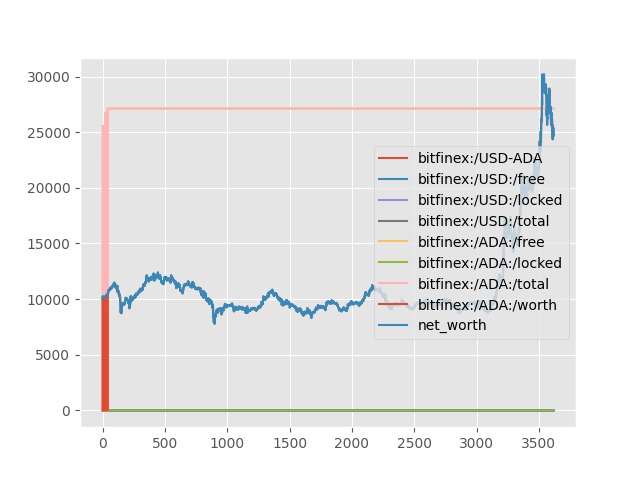 30000
25000
20000
15000
10000
5000
0
bitfinex:/USD-ADA
bitfinex:/USD:/free
bitfinex:/USD:/locked
bitfinex:/USD:/total
bitfinex:/ADA:/free
bitfinex:/ADA:/locked
bitfinex:/ADA:/total
bitfinex:/ADA:/worth
net_worth
0 500 1000 1500 2000 2500 3000 3500